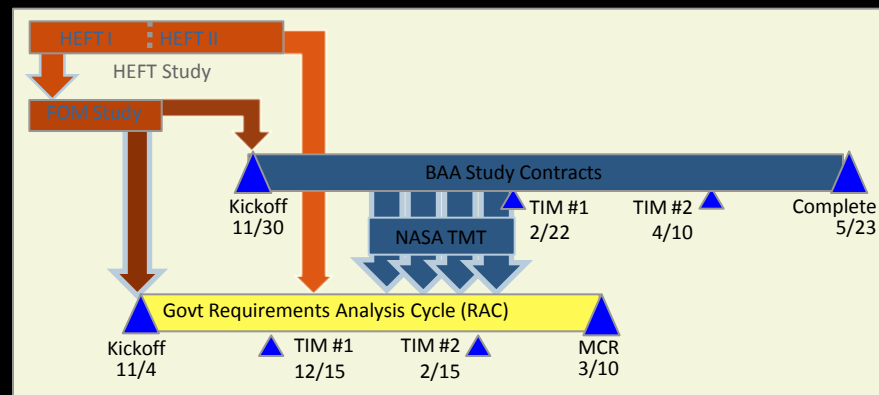 HEFT I HEFT II
HEFT Study
FOM Study
BAA Study Contracts
Kickoff
11/30
TIM #1
2/22
TIM #2
4/10
Complete
5/23
NASA TMT
Govt Requirements Analysis Cycle (RAC)
Kickoff
11/4
TIM #1
12/15
TIM #2
2/15
MCR
3/10